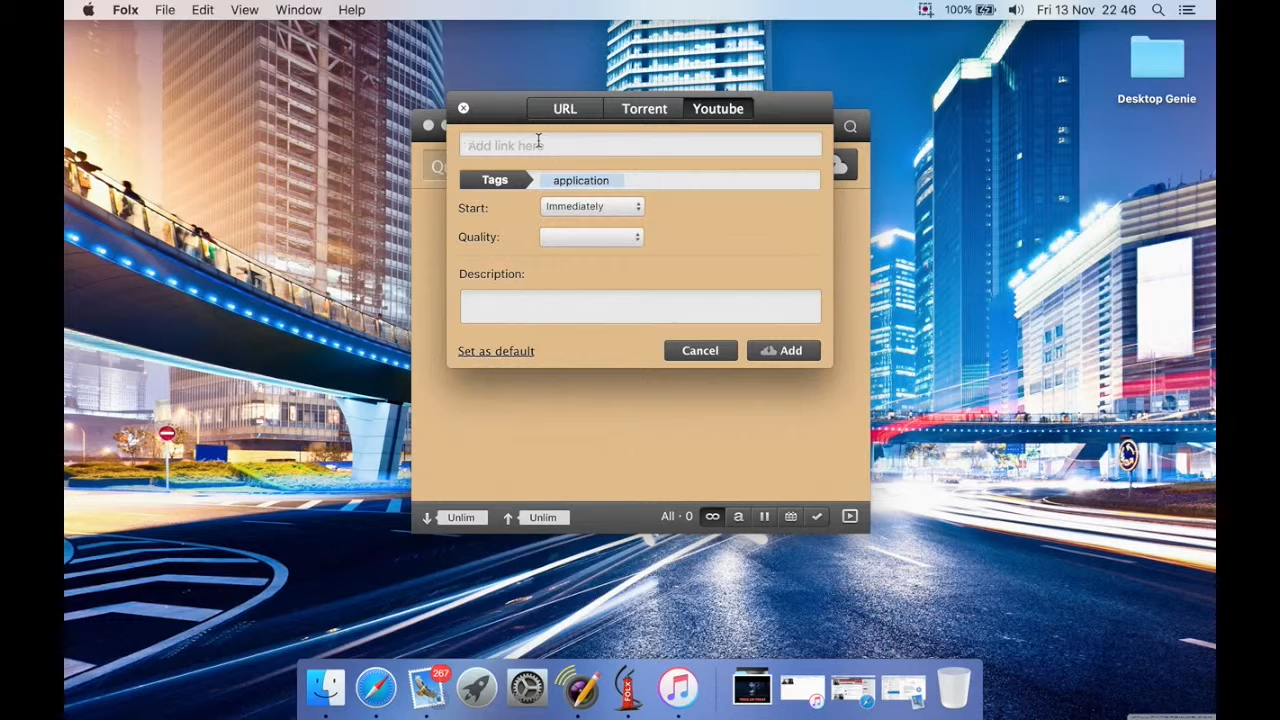 Folx File Edit View Window Help 100% Fri 13 Nov 22 46
Desktop Genie
URL Torrent Youtube
Add link here
Tags application
Start: Immediately
Quality:
Description:
Set as default Cancel Add
Unlim Unlim All · 0 a
267
FOLX